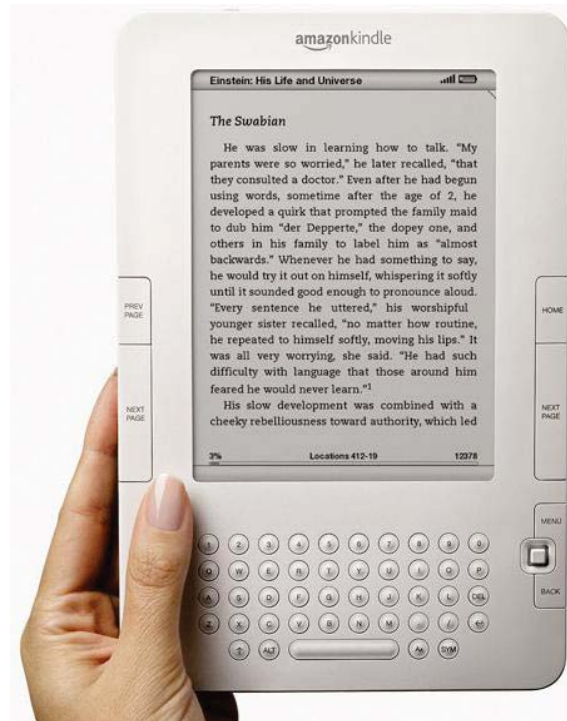 amazonkindle
Einstein: His Life and Universe
The Swabian
He was slow in learning how to talk. “My
parents were so worried,” he later recalled, “that
they consulted a doctor.” Even after he had begun
using words, sometime after the age of 2, he
developed a quirk that prompted the family maid
to dub him “der Depperte,” the dopey one, and
others in his family to label him as “almost
backwards.” Whenever he had something to say,
he would try it out on himself, whispering it softly
until it sounded good enough to pronounce aloud.
“Every sentence he uttered,” his worshipful
younger sister recalled, “no matter how routine,
he repeated to himself softly, moving his lips.” It
was all very worrying, she said. “He had such
difficulty with language that those around him
feared he would never learn.”1
His slow development was combined with a
cheeky rebelliousness toward authority, which led
3% Locations 412-19 12378
PREV
PAGE
NEXT
PAGE
HOME
NEXT
PAGE
MENU
BACK
1 2 3 4 5 6 7 8 9 0
Q W E R T Y U I O P
A S D F G H J K L DEL
Z X C V B N M . /
ALT Aa SYM